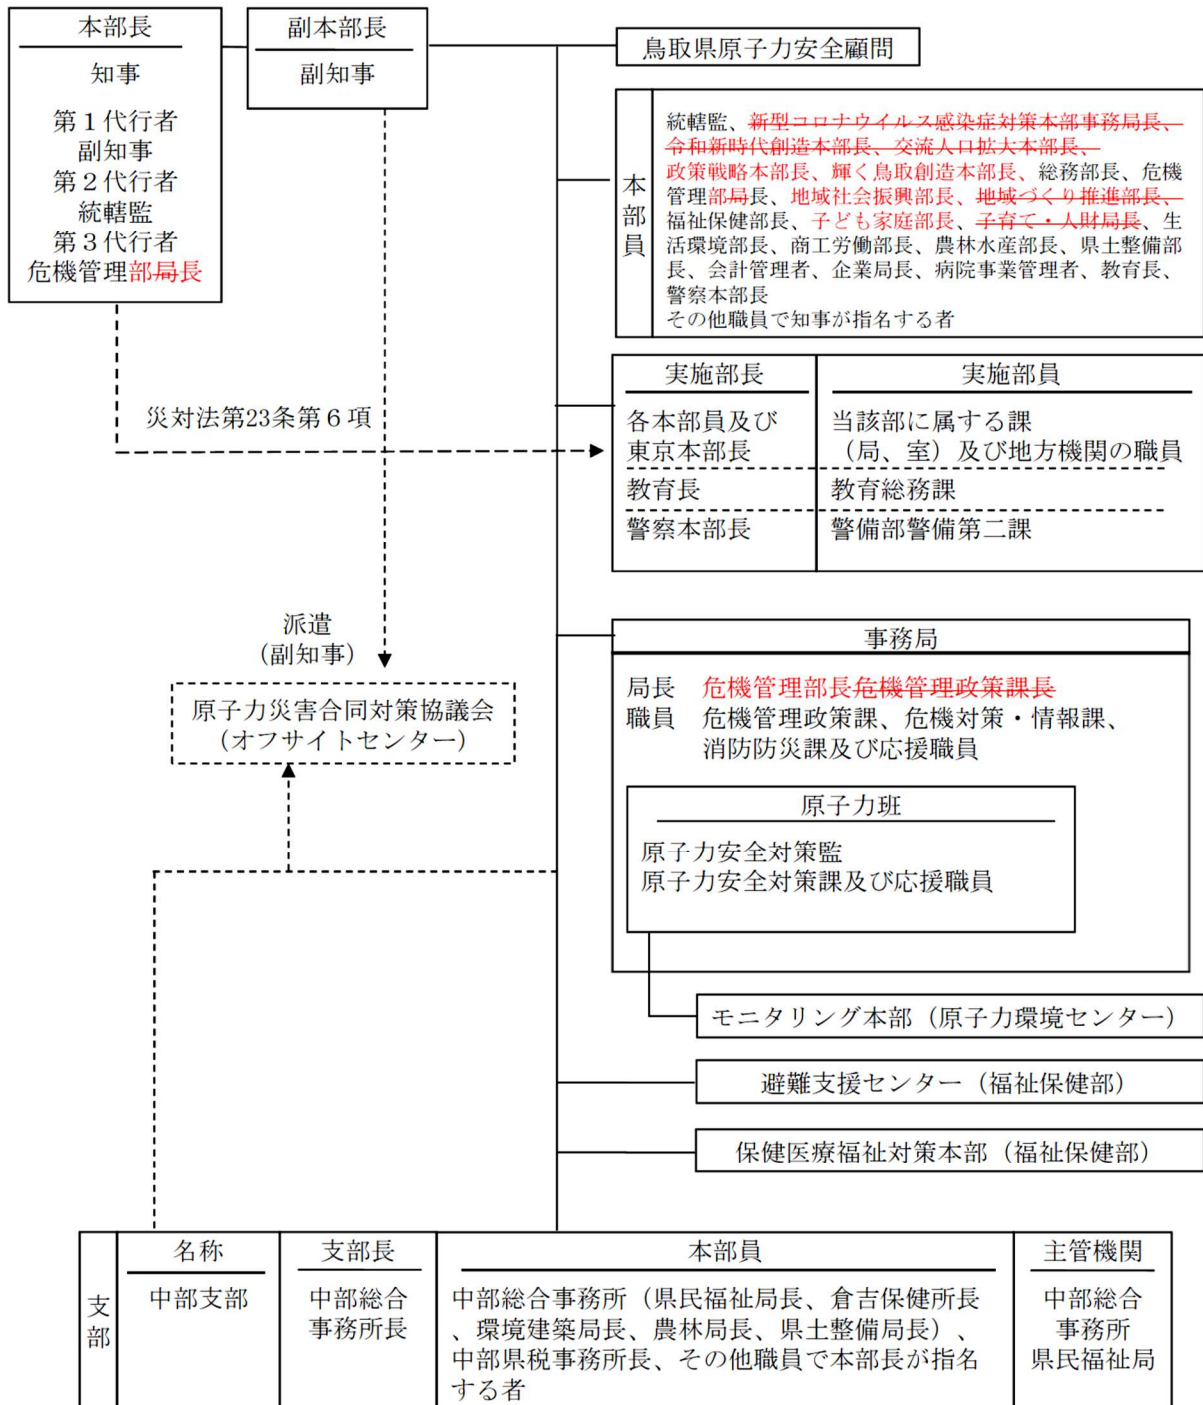 本部長
知事
第１代行者
副知事
第２代行者
統轄監
第３代行者
危機管理部局長
副本部長
副知事
鳥取県原子力安全顧問
本部員
統轄監、新型コロナウイルス感染症対策本部事務局長、
令和新時代創造本部長、交流人口拡大本部長、
政策戦略本部長、輝く鳥取創造本部長、総務部長、危機
管理部局長、地域社会振興部長、地域づくり推進部長、
福祉保健部長、子ども家庭部長、子育て・人財局長、生
活環境部長、商工労働部長、農林水産部長、県土整備部
長、会計管理者、企業局長、病院事業管理者、教育長、
警察本部長
その他職員で知事が指名する者
災対法第23条第６項
実施部長 実施部員
各本部員及び 当該部に属する課
東京本部長 （局、室）及び地方機関の職員
教育長 教育総務課
警察本部長 警備部警備第二課
派遣
（副知事）
原子力災害合同対策協議会
（オフサイトセンター）
事務局
局長 危機管理部長危機管理政策課長
職員 危機管理政策課、危機対策・情報課、
消防防災課及び応援職員
原子力班
原子力安全対策監
原子力安全対策課及び応援職員
モニタリング本部（原子力環境センター）
避難支援センター（福祉保健部）
保健医療福祉対策本部（福祉保健部）
支部
名称
中部支部
支部長
中部総合
事務所長
本部員
中部総合事務所（県民福祉局長、倉吉保健所長
、環境建築局長、農林局長、県土整備局長）、
中部県税事務所長、その他職員で本部長が指名
する者
主管機関
中部総合
事務所
県民福祉局